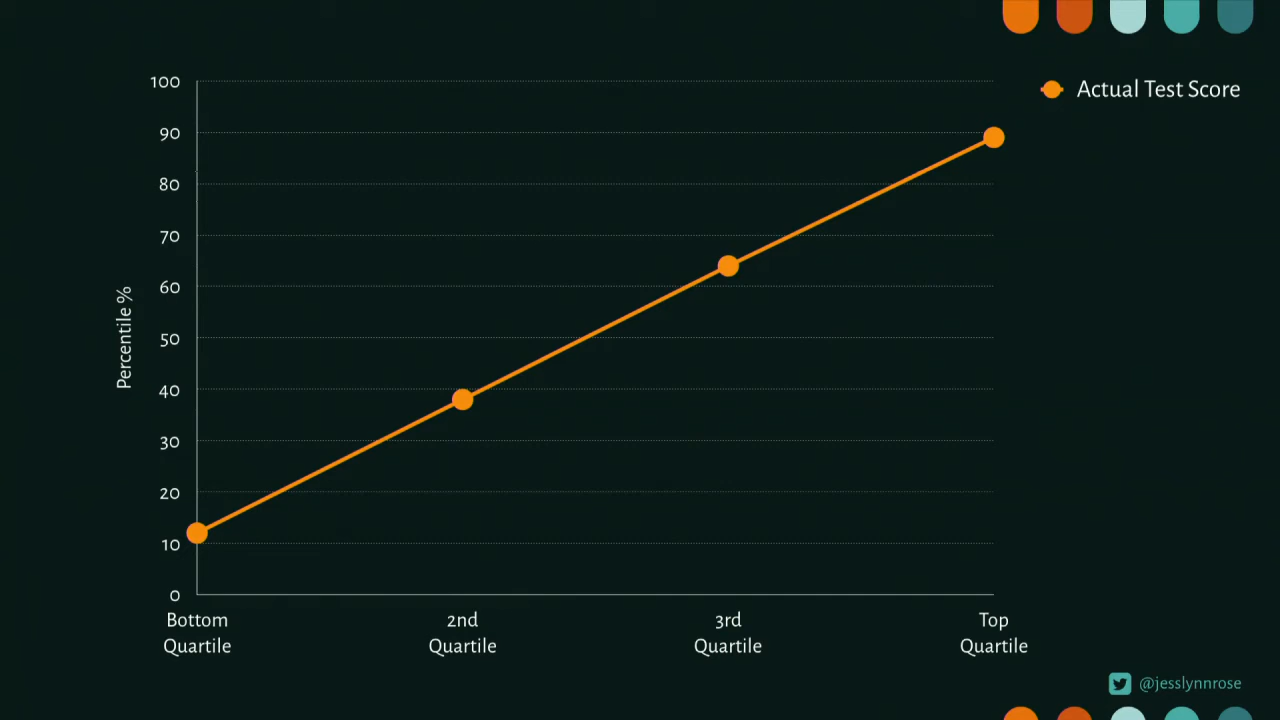 100
90
80
70
60
50
40
30
20
10
0
Percentile %
Actual Test Score
Bottom
Quartile
2nd
Quartile
3rd
Quartile
Top
Quartile
@jesslynnrose